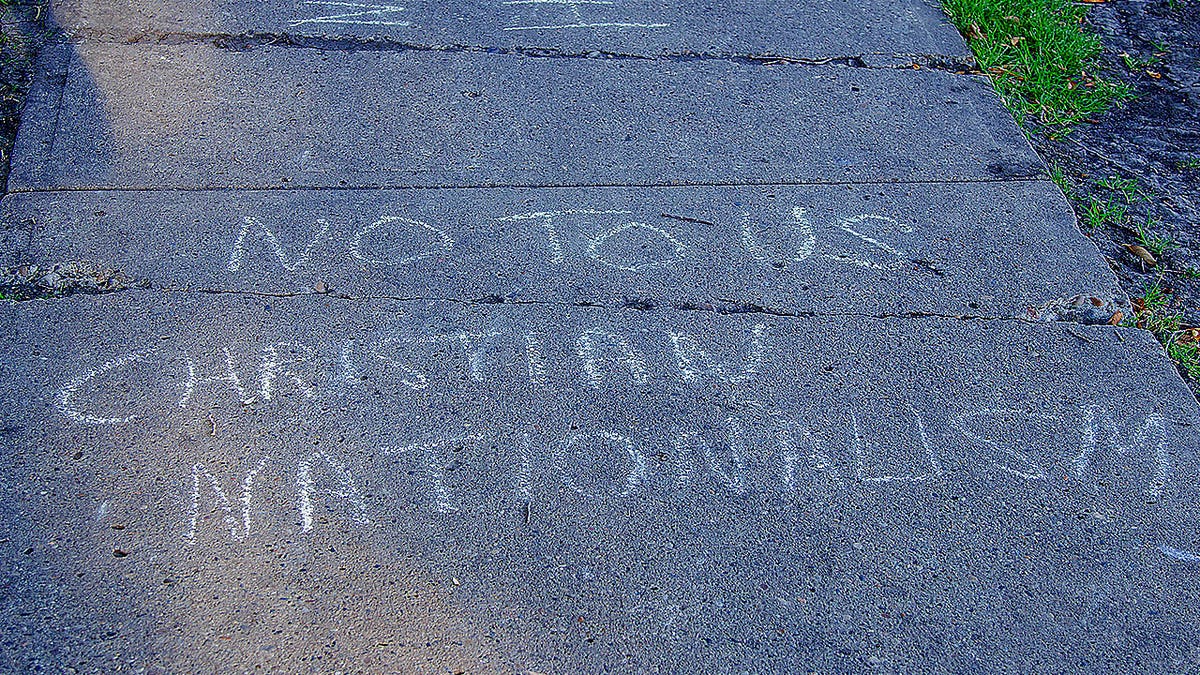 NO TO US
CHRISTIAN
NATIONALISM